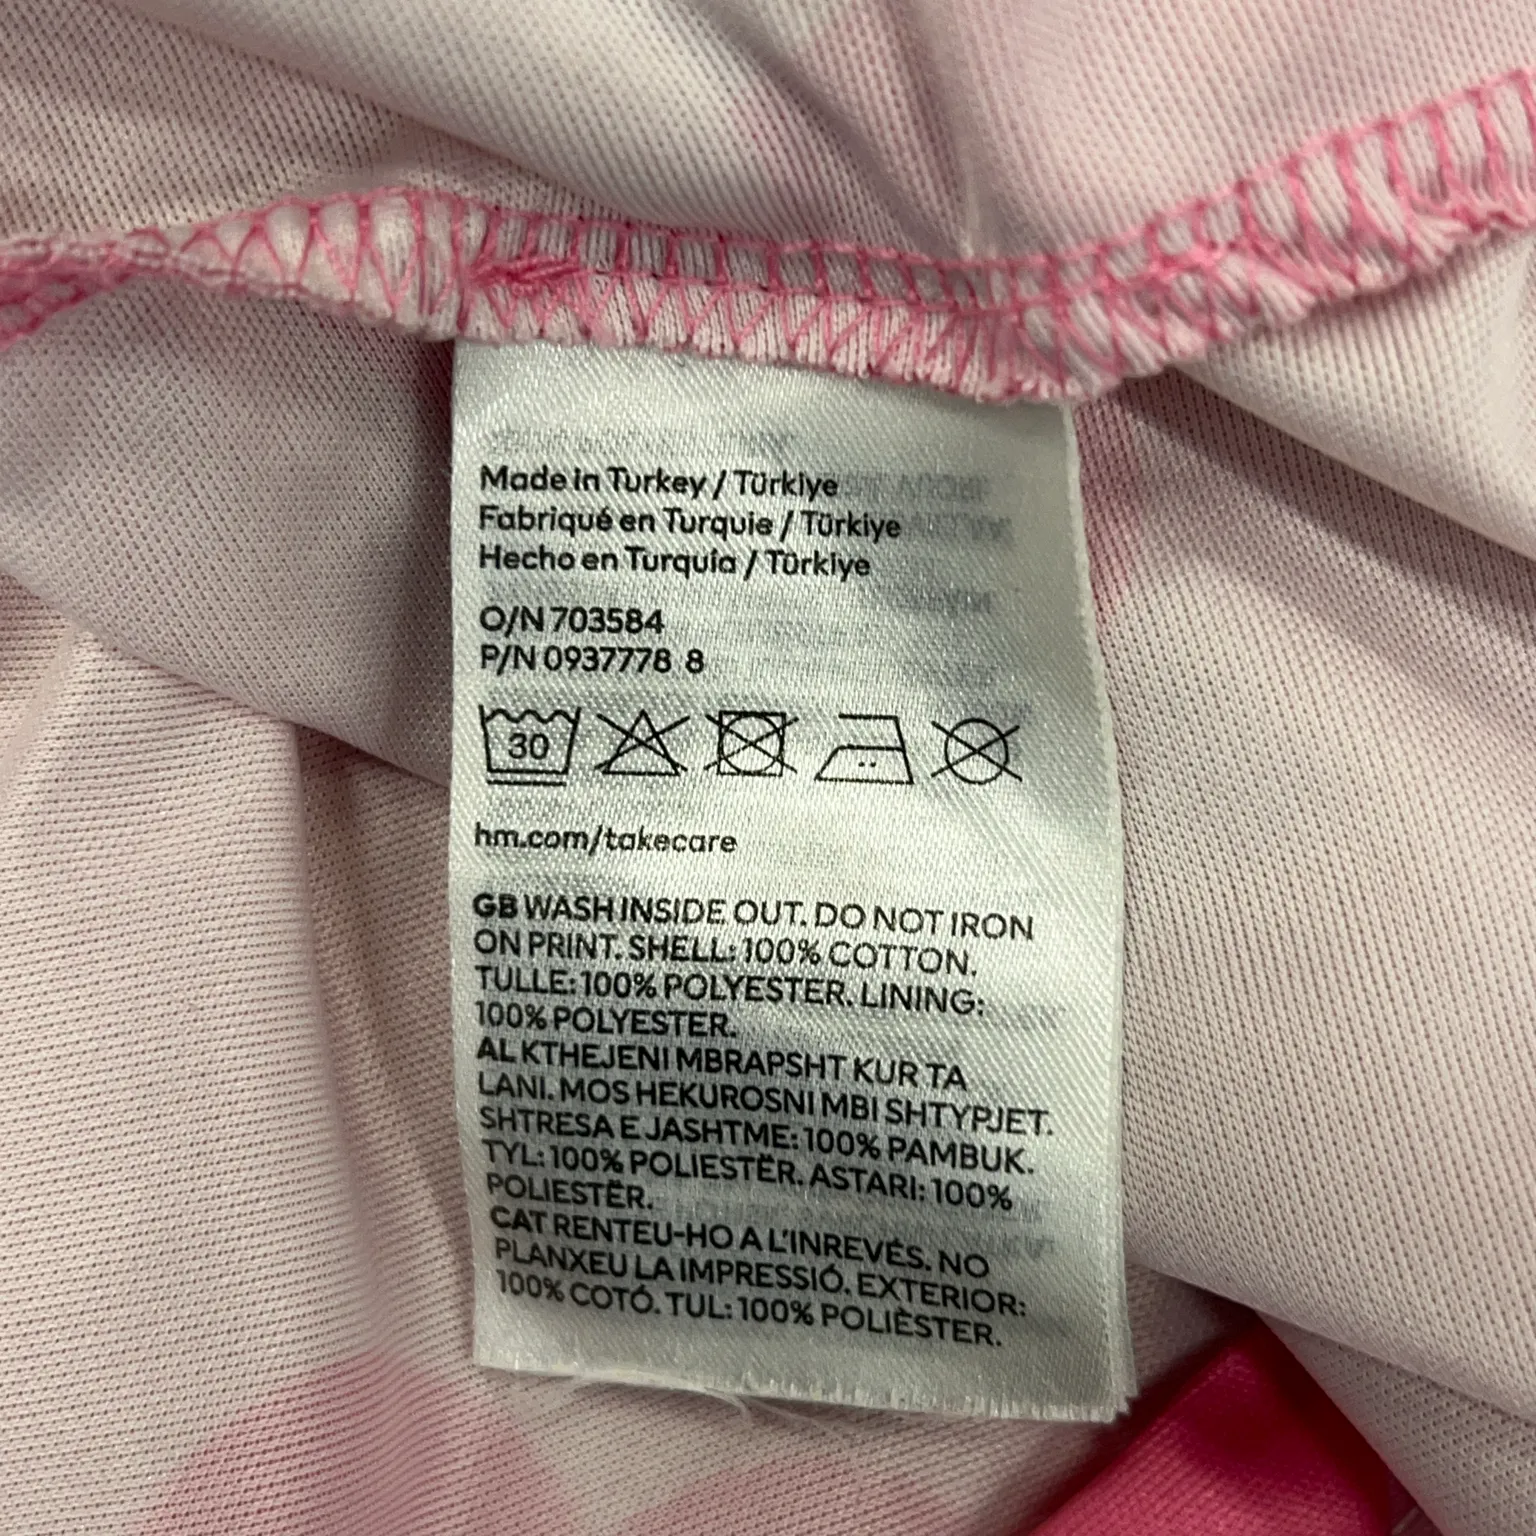 Made in Turkey / Türkiye
Fabriqué en Turquie / Türkiye
Hecho en Turquía / Türkiye
O/N 703584
P/N 0937778 8
30
hm.com/takecare
GB WASH INSIDE OUT. DO NOT IRON
ON PRINT. SHELL: 100% COTTON.
TULLE: 100% POLYESTER. LINING:
100% POLYESTER.
AL KTHEJENI MBRAPSHT KUR TA
LANI. MOS HEKUROSNI MBI SHTYPJET.
SHTRESA E JASHTME: 100% PAMBUK.
TYL: 100% POLIESTËR. ASTARI: 100%
POLIESTËR.
CAT RENTEU-HO A L'INREVÉS. NO
PLANXEU LA IMPRESSIÓ. EXTERIOR:
100% COTÓ. TUL: 100% POLIÈSTER.